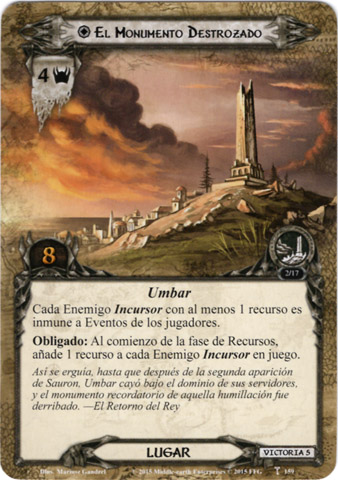 El Monumento Destrozado
4
8
2/17
Umbar
Cada Enemigo Incursor con al menos 1 recurso es
inmune a Eventos de los jugadores.
Obligado: Al comienzo de la fase de Recursos,
añade 1 recurso a cada Enemigo Incursor en juego.
Así se erguía, hasta que después de la segunda aparición
de Sauron, Umbar cayó bajo el dominio de sus servidores,
y el monumento recordatorio de aquella humillación fue
derribado. —El Retorno del Rey
LUGAR
VICTORIA 5
Ilus. Mariusz Gandzel © 2015 Middle-earth Enterprises © 2015 FFG 159